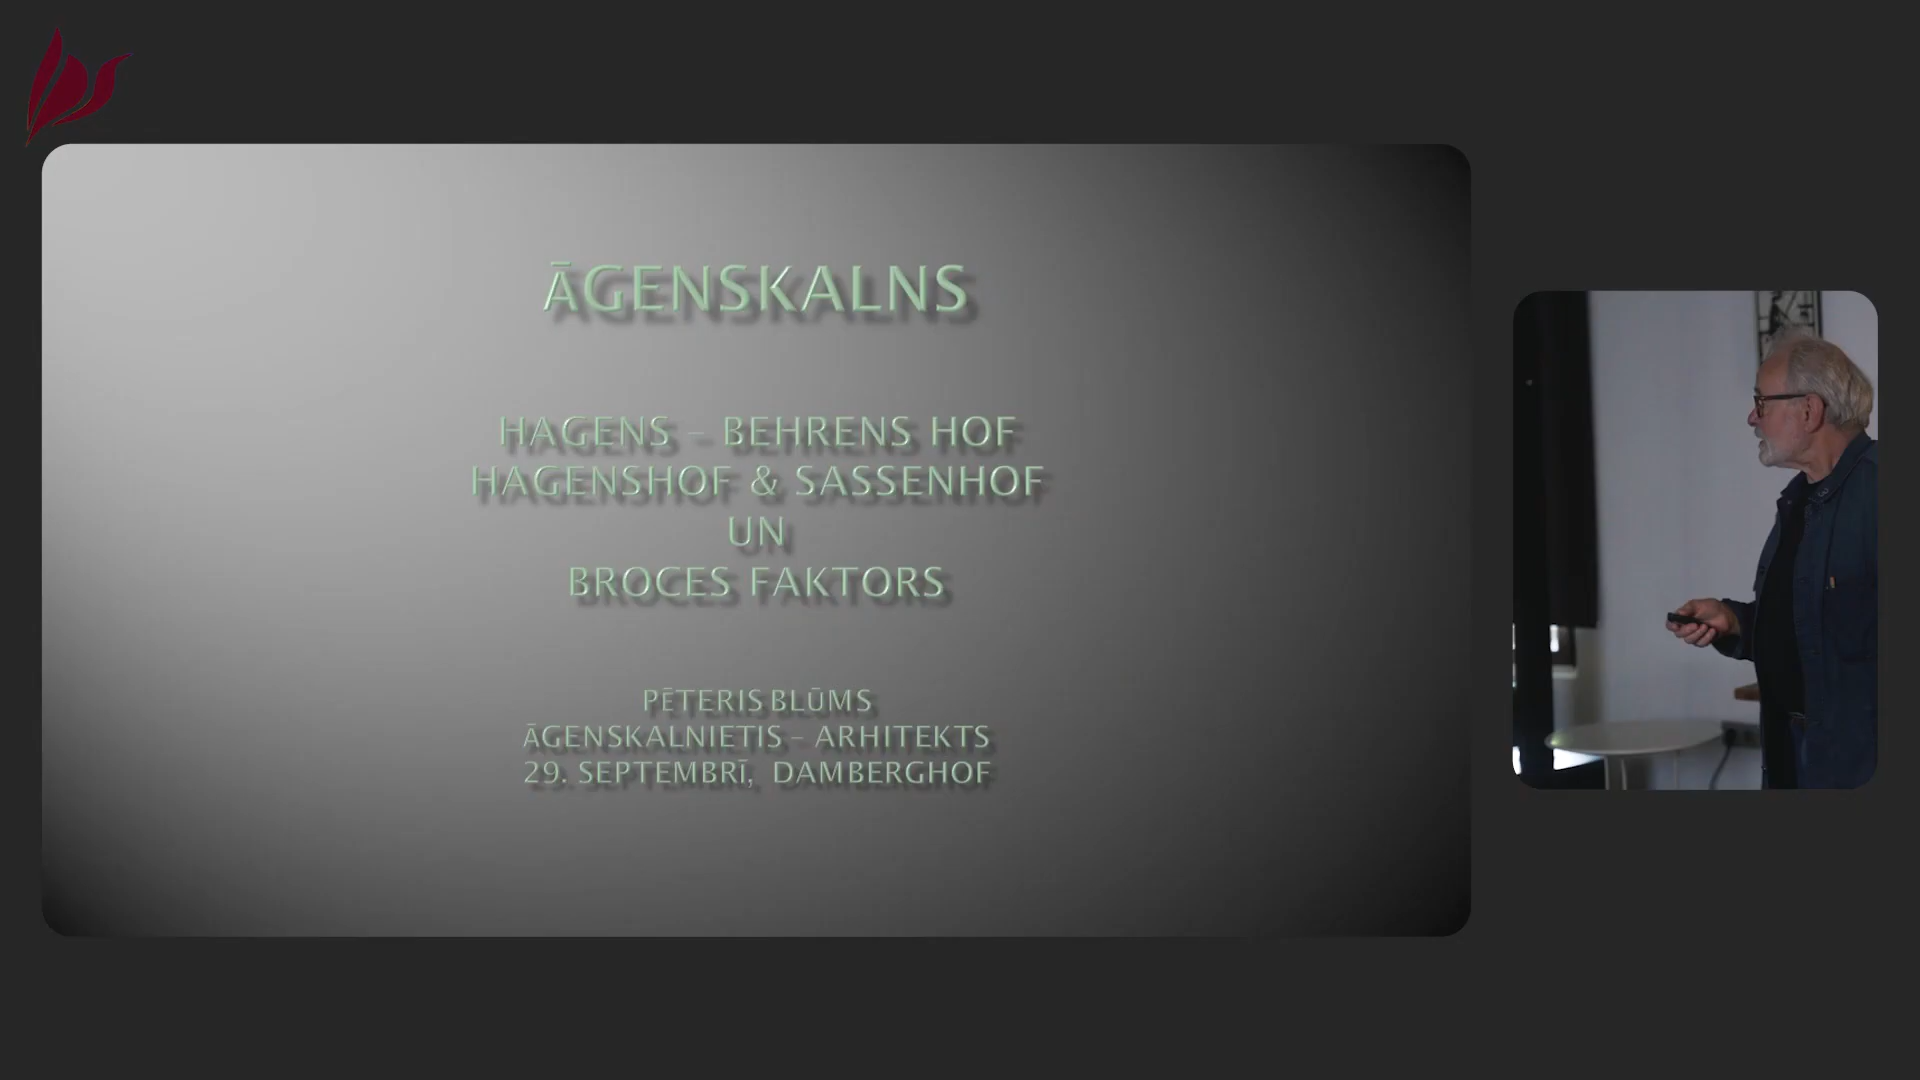 ĀGENSKALNS
HAGENS – BEHRENS HOF
HAGENSHOF & SASSENHOF
UN
BROCES FAKTORS
PĒTERIS BLŪMS
ĀGENSKALNIETIS – ARHITEKTS
29. SEPTEMBRĪ, DAMBERGHOF